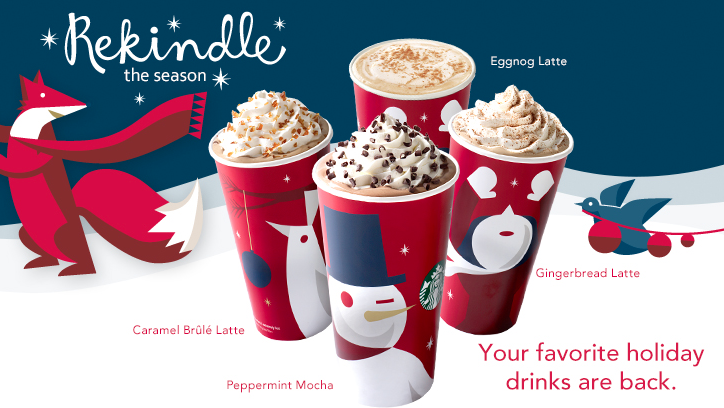 Rekindle
the season
Eggnog Latte
Gingerbread Latte
Caramel Brûlé Latte
Peppermint Mocha
Your favorite holiday
drinks are back.